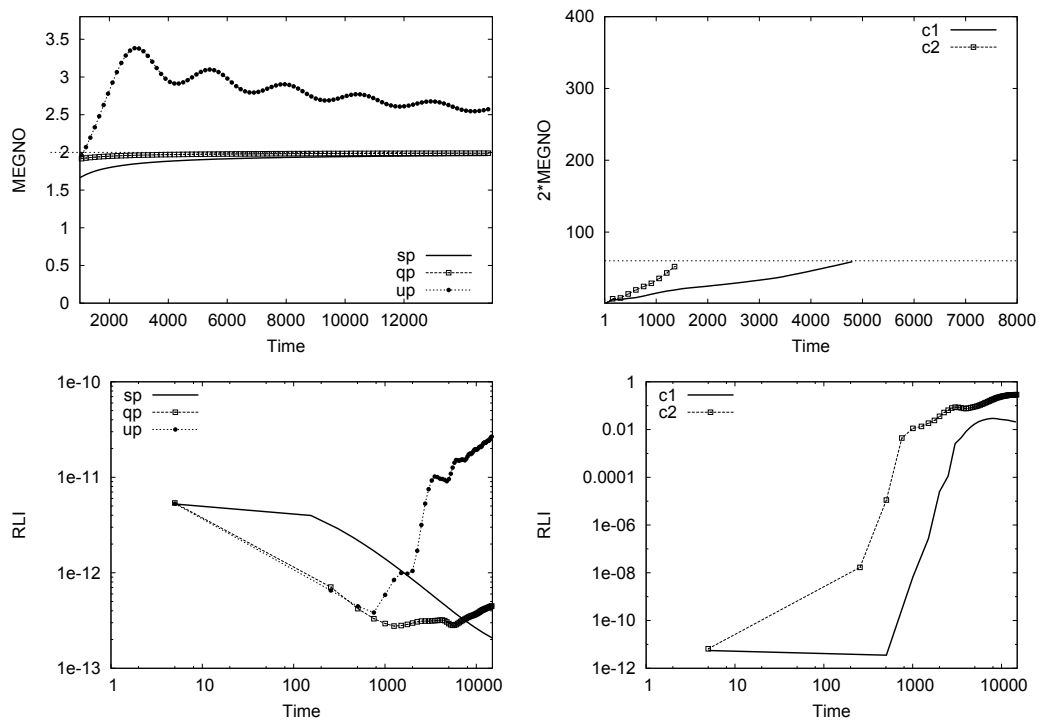 3.5
3
2.5
2
1.5
1
0.5
0
2000 4000 6000 8000 10000 12000
MEGNO
Time
sp
qp
up
400
300
200
100
0
1 1000 2000 3000 4000 5000 6000 7000 8000
2*MEGNO
Time
c1
c2
1e-10
1e-11
1e-12
1e-13
1 10 100 1000 10000
RLI
Time
sp
qp
up
1
0.01
0.0001
1e-06
1e-08
1e-10
1e-12
1 10 100 1000 10000
RLI
Time
c1
c2